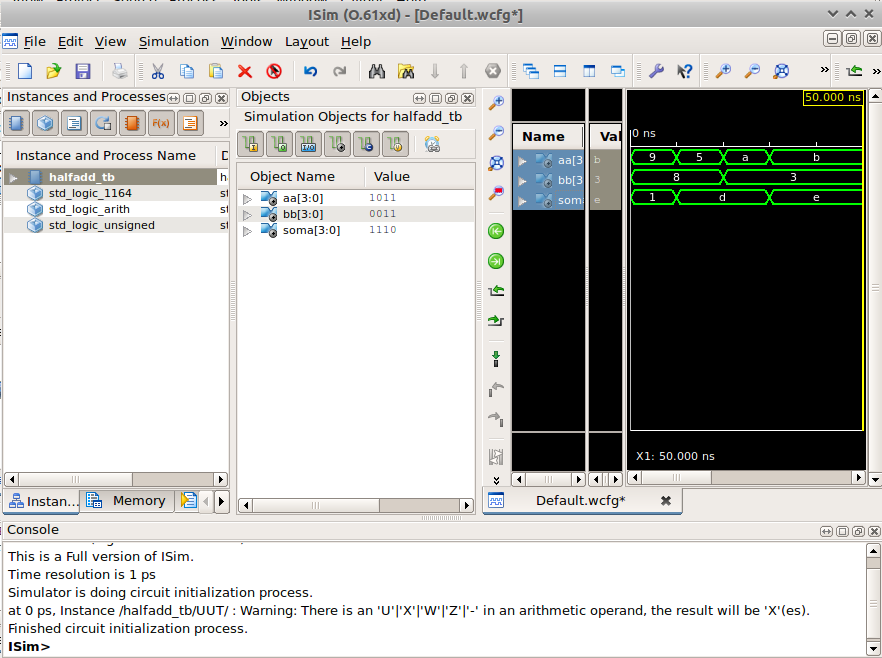 ISim (O.61xd) - [Default.wcfg*]
File Edit View Simulation Window Layout Help
»
»
Instances and Processes
»
Instance and Process Name D
halfadd_tb h
std_logic_1164 st
std_logic_arith st
std_logic_unsigned st
Instan...
Memory
Objects
Simulation Objects for halfadd_tb
Object Name Value
aa[3:0] 1011
bb[3:0] 0011
soma[3:0] 1110
F(x)
Name Val
aa[3 b
bb[3 3
soma e
50.000 ns
0 ns
9 5 a b
8 3
1 d e
X1: 50.000 ns
Default.wcfg*
Console
This is a Full version of ISim.
Time resolution is 1 ps
Simulator is doing circuit initialization process.
at 0 ps, Instance /halfadd_tb/UUT/ : Warning: There is an 'U'|'X'|'W'|'Z'|'-' in an arithmetic operand, the result will be 'X'(es).
Finished circuit initialization process.
ISim>